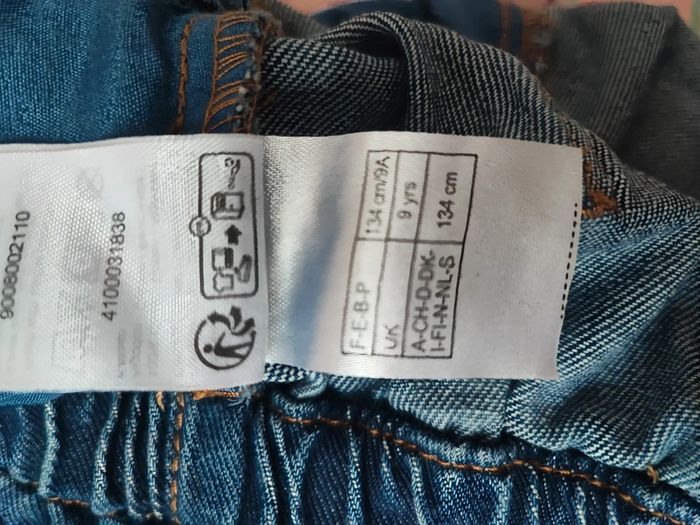 9008002110
4100031838
F-E-B-P 134 cm/9A
UK 9 yrs
A-CH-D-DK- 134 cm
I-FI-N-NL-S